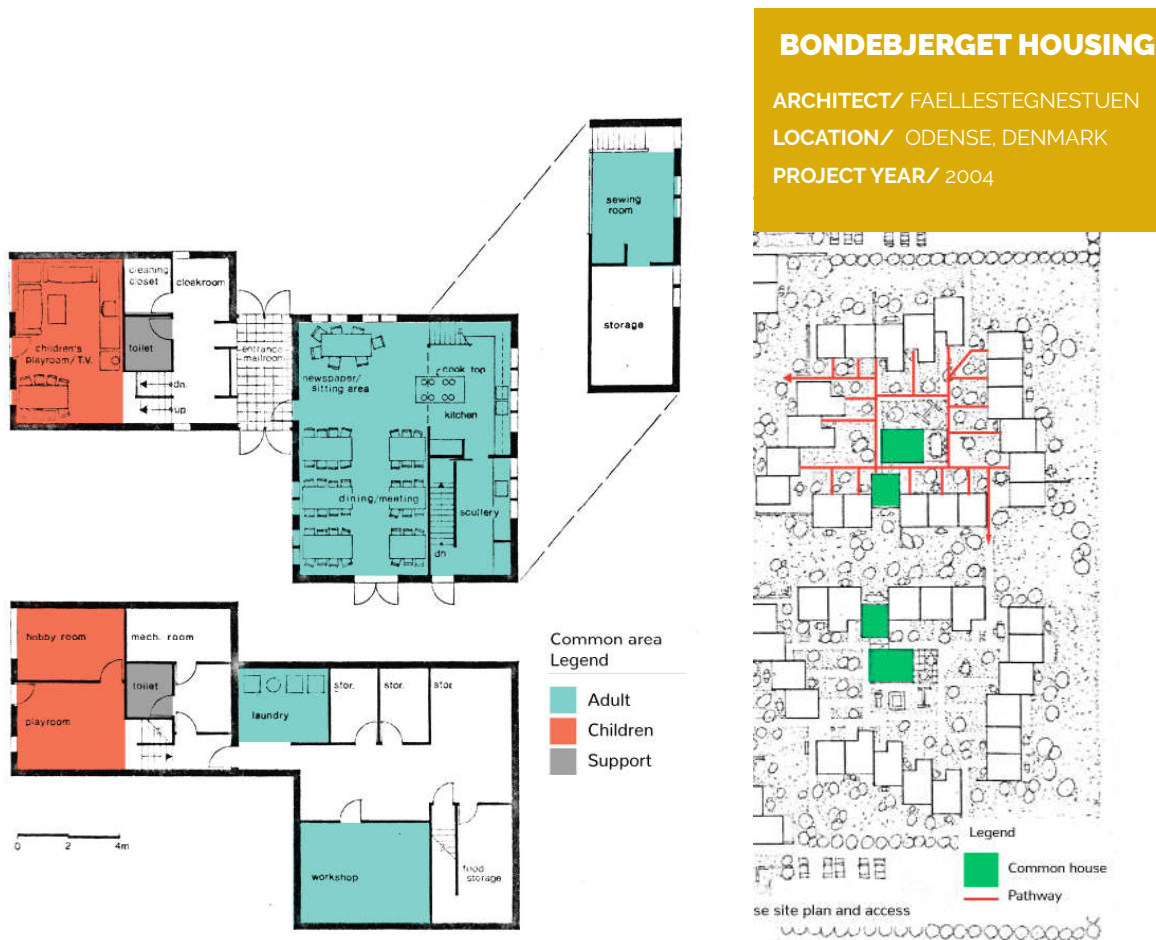 BONDEBJERGET HOUSING
ARCHITECT/ FAELLESTEGNESTUEN
LOCATION/ ODENSE, DENMARK
PROJECT YEAR/ 2004
sewing
room
storage
cleaning
closet
cloakroom
toilet
children's
playroom/T.V.
dn.
up
entrance
mailroom
newspaper/
sitting area
cook top
kitchen
dining/meeting
scullery
dn
hobby room
mech. room
toilet
playroom
laundry
stor.
stor.
stor.
workshop
food
storage
0 2 4m
Common area
Legend
Adult
Children
Support
Legend
Common house
Pathway
se site plan and access